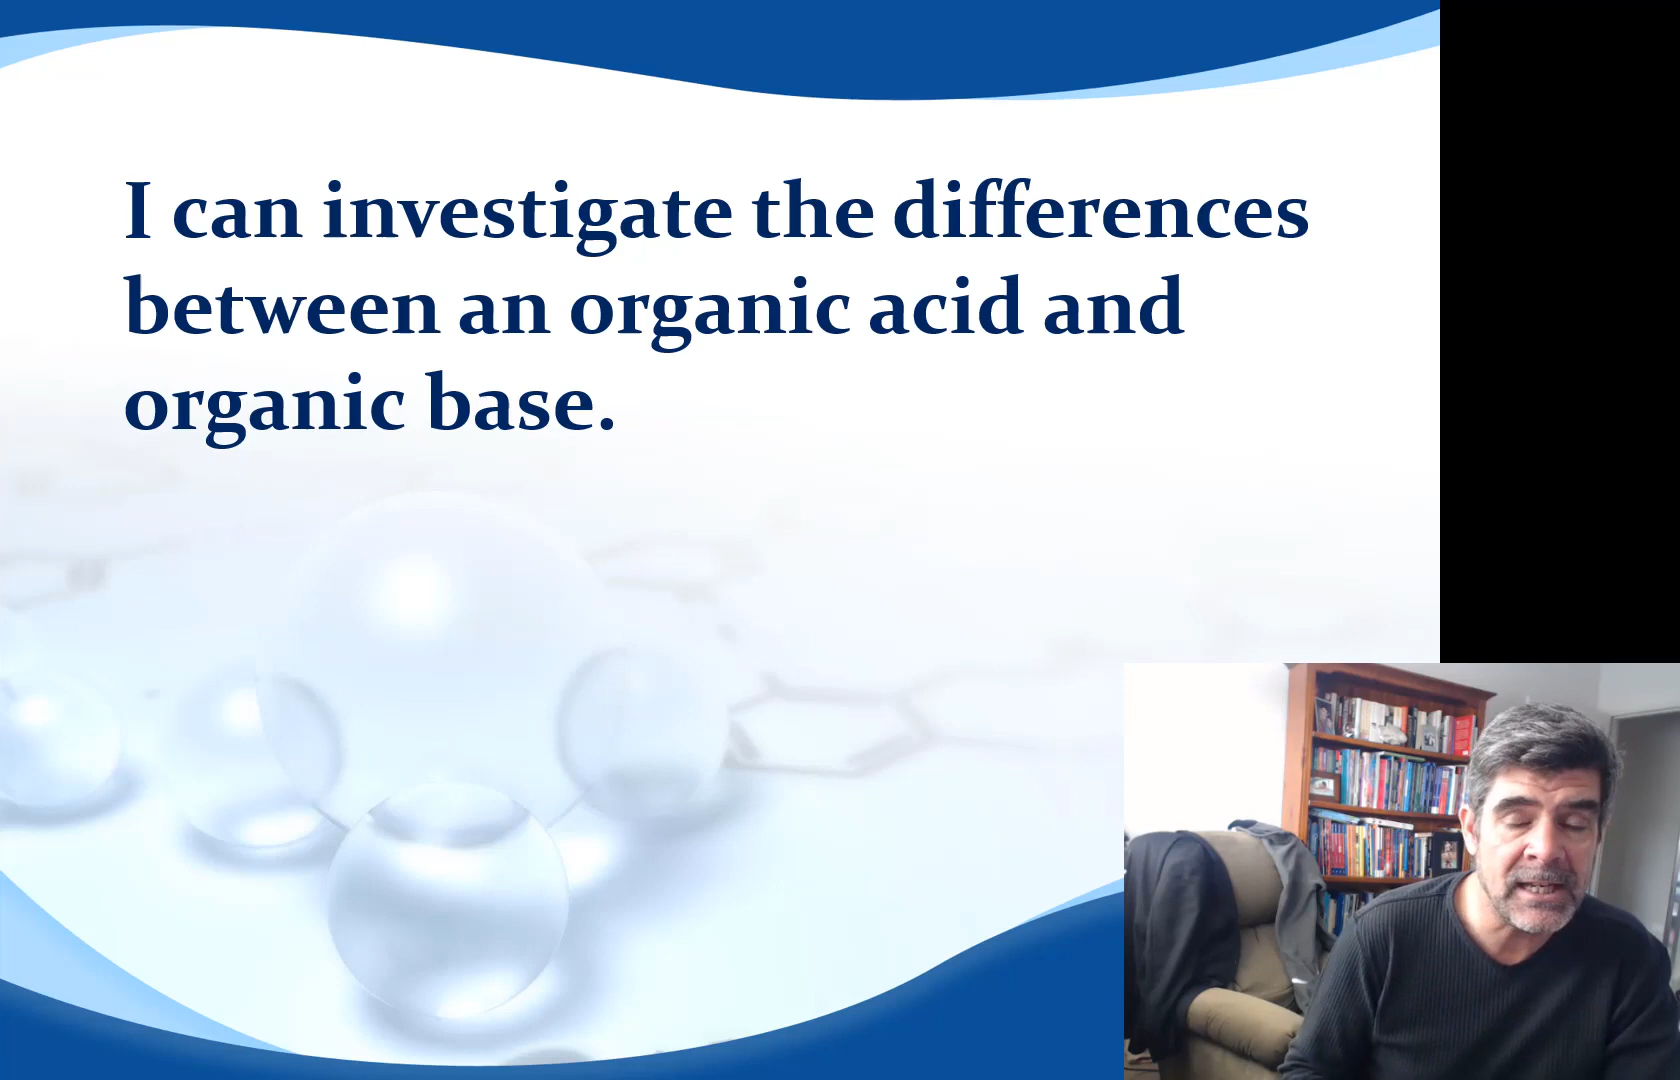 I can investigate the differences
between an organic acid and
organic base.